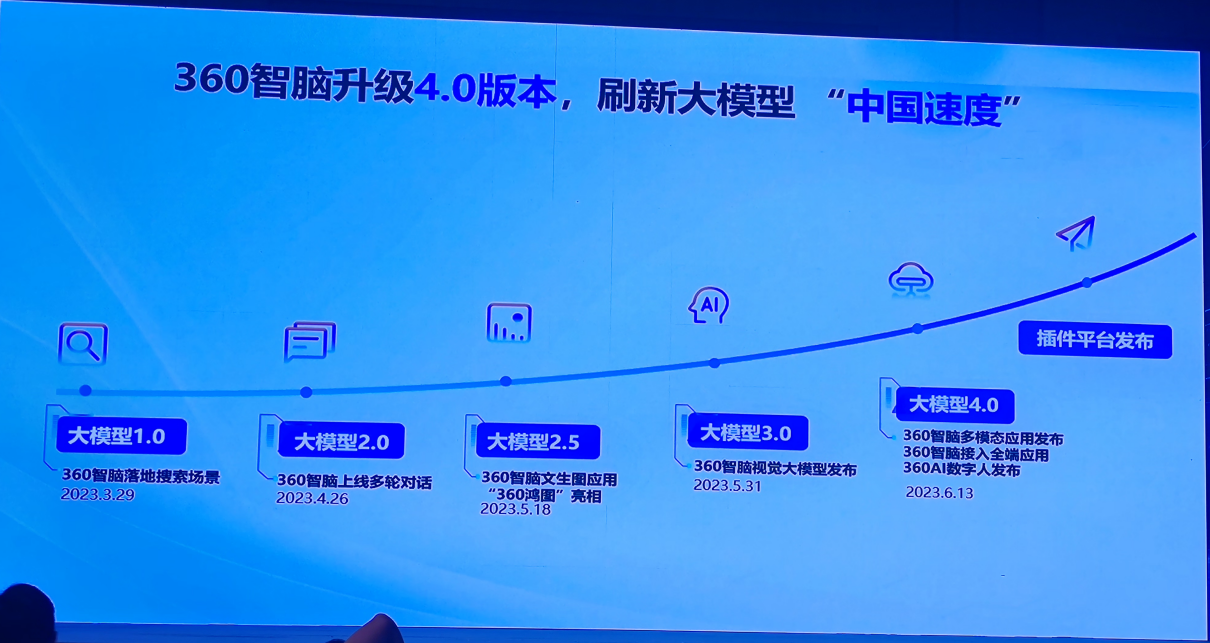 360智脑升级4.0版本，刷新大模型 “中国速度”
AI
插件平台发布
大模型1.0
360智脑落地搜索场景
2023.3.29
大模型2.0
360智脑上线多轮对话
2023.4.26
大模型2.5
360智脑文生图应用
“360鸿图”亮相
2023.5.18
大模型3.0
360智脑视觉大模型发布
2023.5.31
大模型4.0
360智脑多模态应用发布
360智脑接入全端应用
360AI数字人发布
2023.6.13